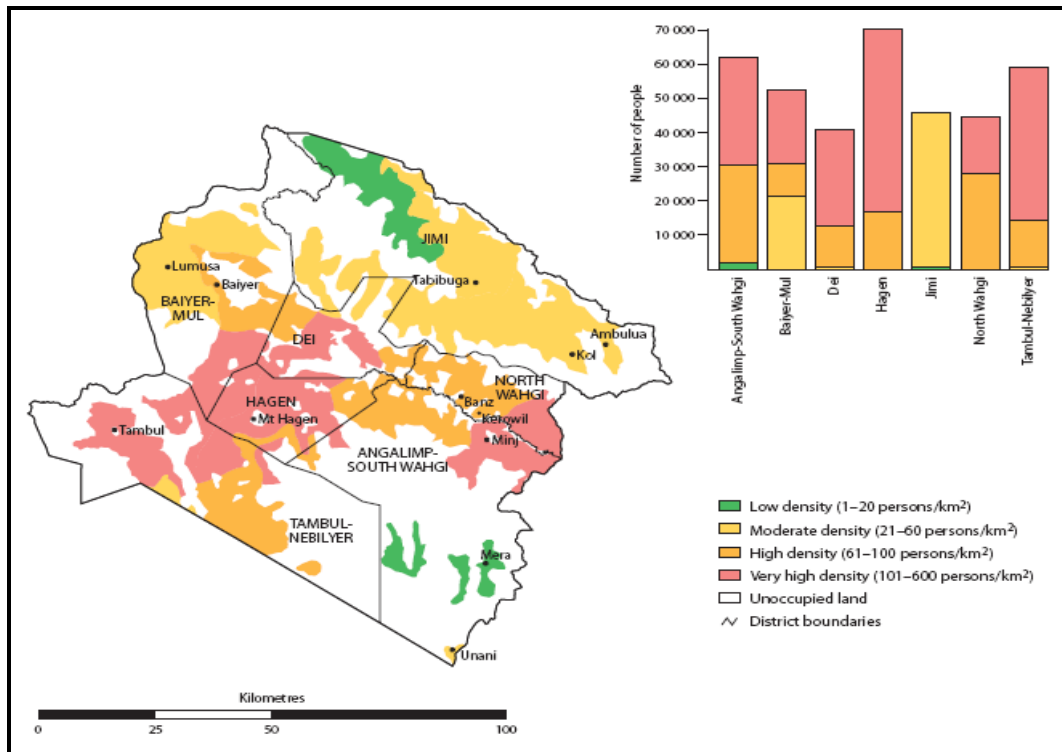 70 000
60 000
50 000
40 000
30 000
20 000
10 000
Number of people
Angalimp-South Wahgi
Baiyer-Mul
Dei
Hagen
Jimi
North Wahgi
Tambul-Nebilyer
JIMI
Lumusa
Baiyer
Tabibuga
BAIYER-
MUL
DEI
Ambulua
Kol
NORTH
WAHGI
HAGEN
Banz
Mt Hagen
Kerowil
Tambul
Minj
ANGALIMP-
SOUTH WAHGI
TAMBUL-
NEBILYER
Mera
Unani
Low density (1–20 persons/km²)
Moderate density (21–60 persons/km²)
High density (61–100 persons/km²)
Very high density (101–600 persons/km²)
Unoccupied land
District boundaries
Kilometres
0 25 50 100